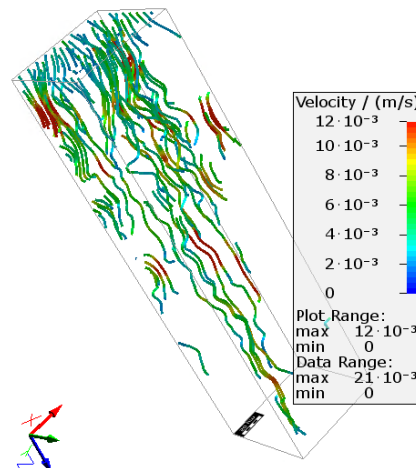 Velocity / (m/s)
12·10⁻³
10·10⁻³
8·10⁻³
6·10⁻³
4·10⁻³
2·10⁻³
0
Plot Range:
max 12·10⁻³
min 0
Data Range:
max 21·10⁻³
min 0
X
Y
Z